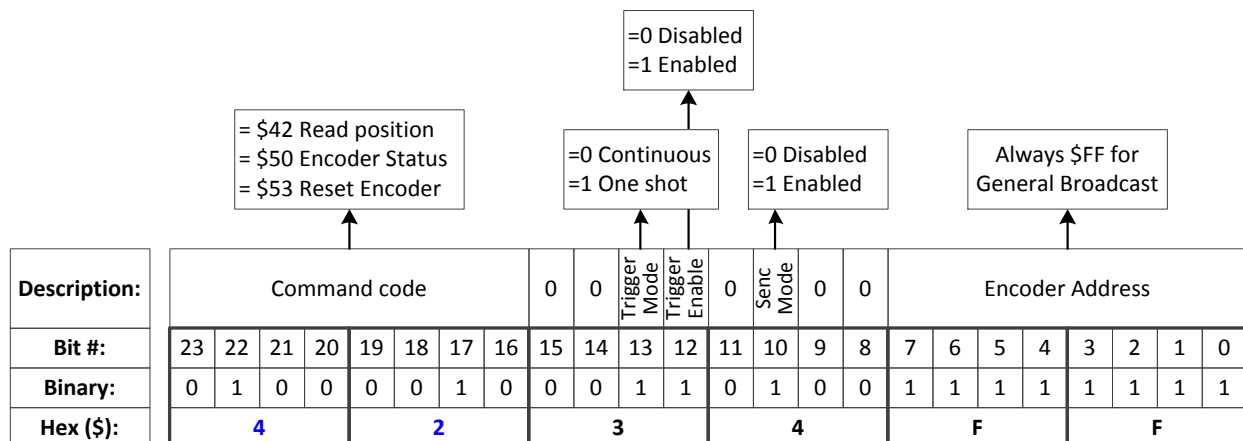 =0 Disabled
=1 Enabled
= $42 Read position
= $50 Encoder Status
= $53 Reset Encoder
=0 Continuous
=1 One shot
=0 Disabled
=1 Enabled
Always $FF for
General Broadcast
Description: Command code 0 0 Trigger Mode Trigger Enable 0 Senc Mode 0 0 Encoder Address
Bit #: 23 22 21 20 19 18 17 16 15 14 13 12 11 10 9 8 7 6 5 4 3 2 1 0
Binary: 0 1 0 0 0 0 1 0 0 0 1 1 0 1 0 0 1 1 1 1 1 1 1 1
Hex ($): 4 2 3 4 F F